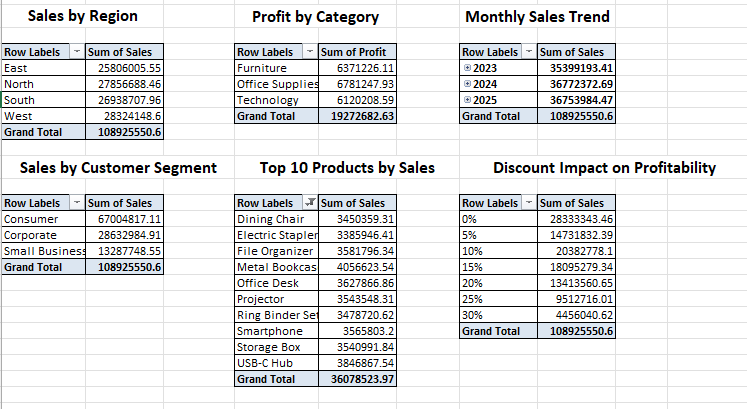 Sales by Region
Row Labels Sum of Sales
East 25806005.55
North 27856688.46
South 26938707.96
West 28324148.6
Grand Total 108925550.6
Profit by Category
Row Labels Sum of Profit
Furniture 6371226.11
Office Supplies 6781247.93
Technology 6120208.59
Grand Total 19272682.63
Monthly Sales Trend
Row Labels Sum of Sales
2023 35399193.41
2024 36772372.69
2025 36753984.47
Grand Total 108925550.6
Sales by Customer Segment
Row Labels Sum of Sales
Consumer 67004817.11
Corporate 28632984.91
Small Business 13287748.55
Grand Total 108925550.6
Top 10 Products by Sales
Row Labels Sum of Sales
Dining Chair 3450359.31
Electric Stapler 3385946.41
File Organizer 3581796.34
Metal Bookcas 4056623.54
Office Desk 3627866.86
Projector 3543548.31
Ring Binder Set 3478720.62
Smartphone 3565803.2
Storage Box 3540991.84
USB-C Hub 3846867.54
Grand Total 36078523.97
Discount Impact on Profitability
Row Labels Sum of Sales
0% 28333343.46
5% 14731832.39
10% 20382778.1
15% 18095279.34
20% 13413560.65
25% 9512716.01
30% 4456040.62
Grand Total 108925550.6